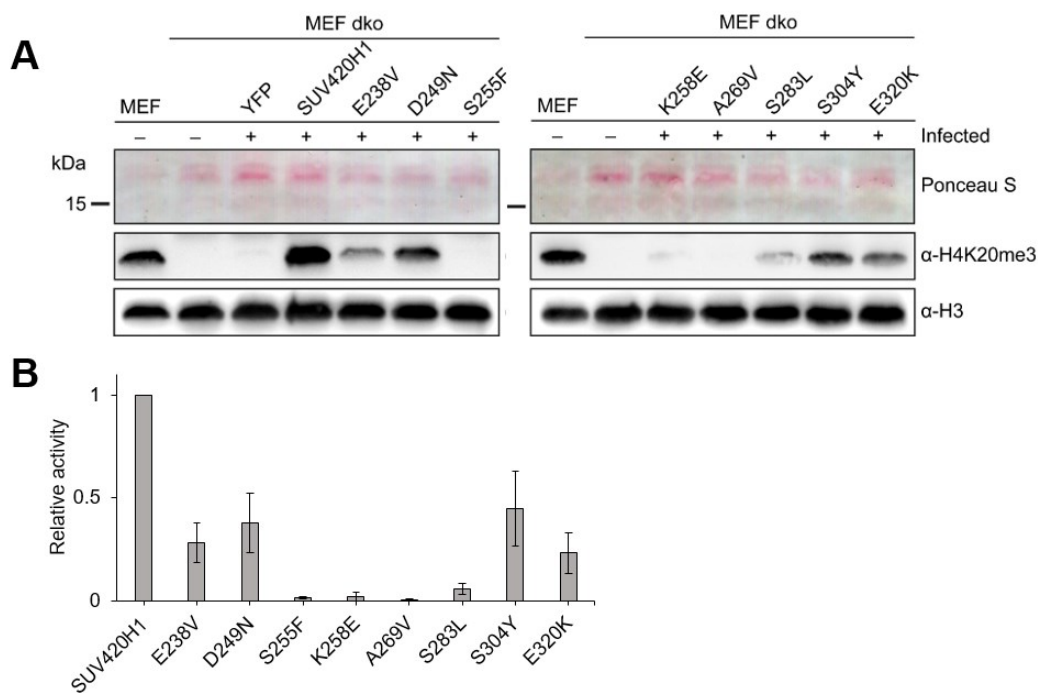 A
MEF dko
MEF dko
MEF YFP SUV420H1 E238V D249N S255F
MEF K258E A269V S283L S304Y E320K
– – + + + + +
– – + + + + + Infected
kDa
15
Ponceau S
α-H4K20me3
α-H3
B
Relative activity
1
0.5
0
SUV420H1 E238V D249N S255F K258E A269V S283L S304Y E320K